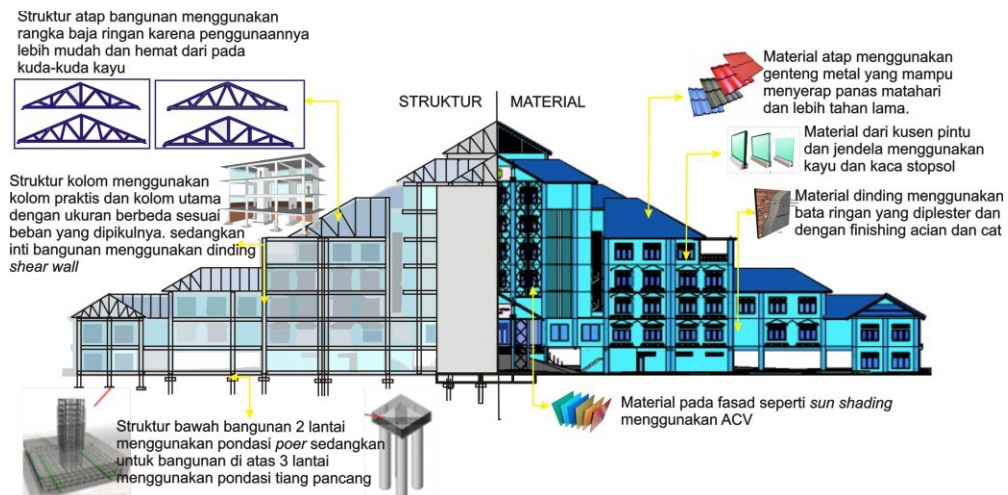 Struktur atap bangunan menggunakan
rangka baja ringan karena penggunaannya
lebih mudah dan hemat dari pada
kuda-kuda kayu
Struktur kolom menggunakan
kolom praktis dan kolom utama
dengan ukuran berbeda sesuai
beban yang dipikulnya. sedangkan
inti bangunan menggunakan dinding
shear wall
STRUKTUR
MATERIAL
Material atap menggunakan
genteng metal yang mampu
menyerap panas matahari
dan lebih tahan lama.
Material dari kusen pintu
dan jendela menggunakan
kayu dan kaca stopsol
Material dinding menggunakan
bata ringan yang diplester dan
dengan finishing acian dan cat
Struktur bawah bangunan 2 lantai
menggunakan pondasi poer sedangkan
untuk bangunan di atas 3 lantai
menggunakan pondasi tiang pancang
Material pada fasad seperti sun shading
menggunakan ACV